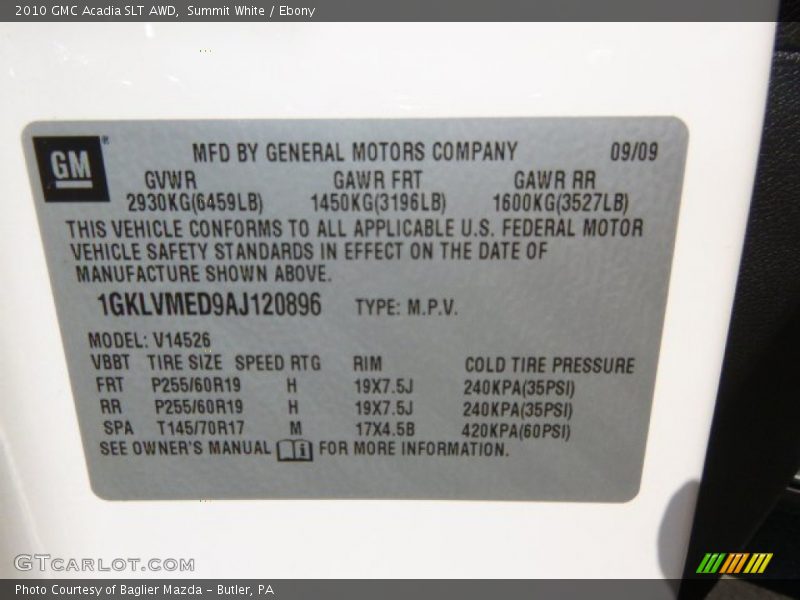 2010 GMC Acadia SLT AWD, Summit White / Ebony
GM
MFD BY GENERAL MOTORS COMPANY 09/09
GVWR GAWR FRT GAWR RR
2930KG(6459LB) 1450KG(3196LB) 1600KG(3527LB)
THIS VEHICLE CONFORMS TO ALL APPLICABLE U.S. FEDERAL MOTOR
VEHICLE SAFETY STANDARDS IN EFFECT ON THE DATE OF
MANUFACTURE SHOWN ABOVE.
1GKLVMED9AJ120896 TYPE: M.P.V.
MODEL: V14526
VBBT TIRE SIZE SPEED RTG RIM COLD TIRE PRESSURE
FRT P255/60R19 H 19X7.5J 240KPA(35PSI)
RR P255/60R19 H 19X7.5J 240KPA(35PSI)
SPA T145/70R17 M 17X4.5B 420KPA(60PSI)
SEE OWNER'S MANUAL i FOR MORE INFORMATION.
GTCARLOT.COM
Photo Courtesy of Baglier Mazda - Butler, PA